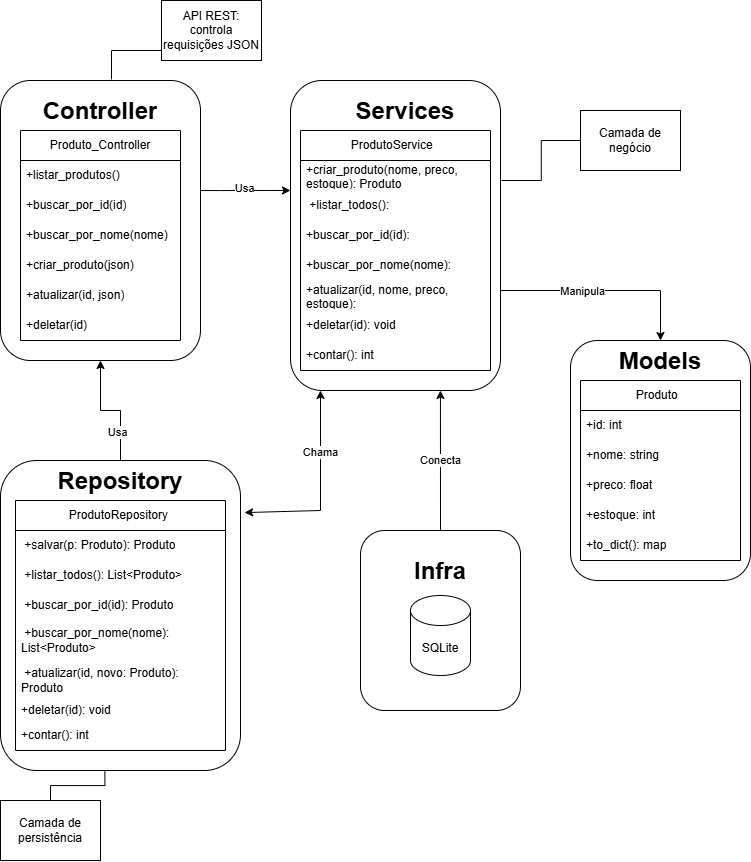 API REST:
controla
requisições JSON
Controller
Produto_Controller
+listar_produtos()
+buscar_por_id(id)
+buscar_por_nome(nome)
+criar_produto(json)
+atualizar(id, json)
+deletar(id)
Usa
Services
ProdutoService
+criar_produto(nome, preco,
estoque): Produto
+listar_todos():
+buscar_por_id(id):
+buscar_por_nome(nome):
+atualizar(id, nome, preco,
estoque):
+deletar(id): void
+contar(): int
Camada de
negócio
Manipula
Models
Produto
+id: int
+nome: string
+preco: float
+estoque: int
+to_dict(): map
Usa
Chama
Conecta
Repository
ProdutoRepository
+salvar(p: Produto): Produto
+listar_todos(): List<Produto>
+buscar_por_id(id): Produto
+buscar_por_nome(nome):
List<Produto>
+atualizar(id, novo: Produto):
Produto
+deletar(id): void
+contar(): int
Infra
SQLite
Camada de
persistência